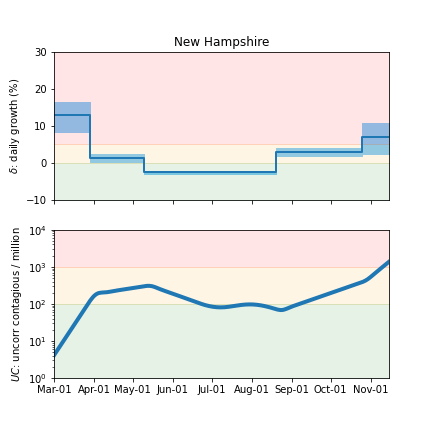 New Hampshire
δ: daily growth (%)
30
20
10
0
−10
UC: uncorr contagious / million
10⁴
10³
10²
10¹
10⁰
Mar-01 Apr-01 May-01 Jun-01 Jul-01 Aug-01 Sep-01 Oct-01 Nov-01